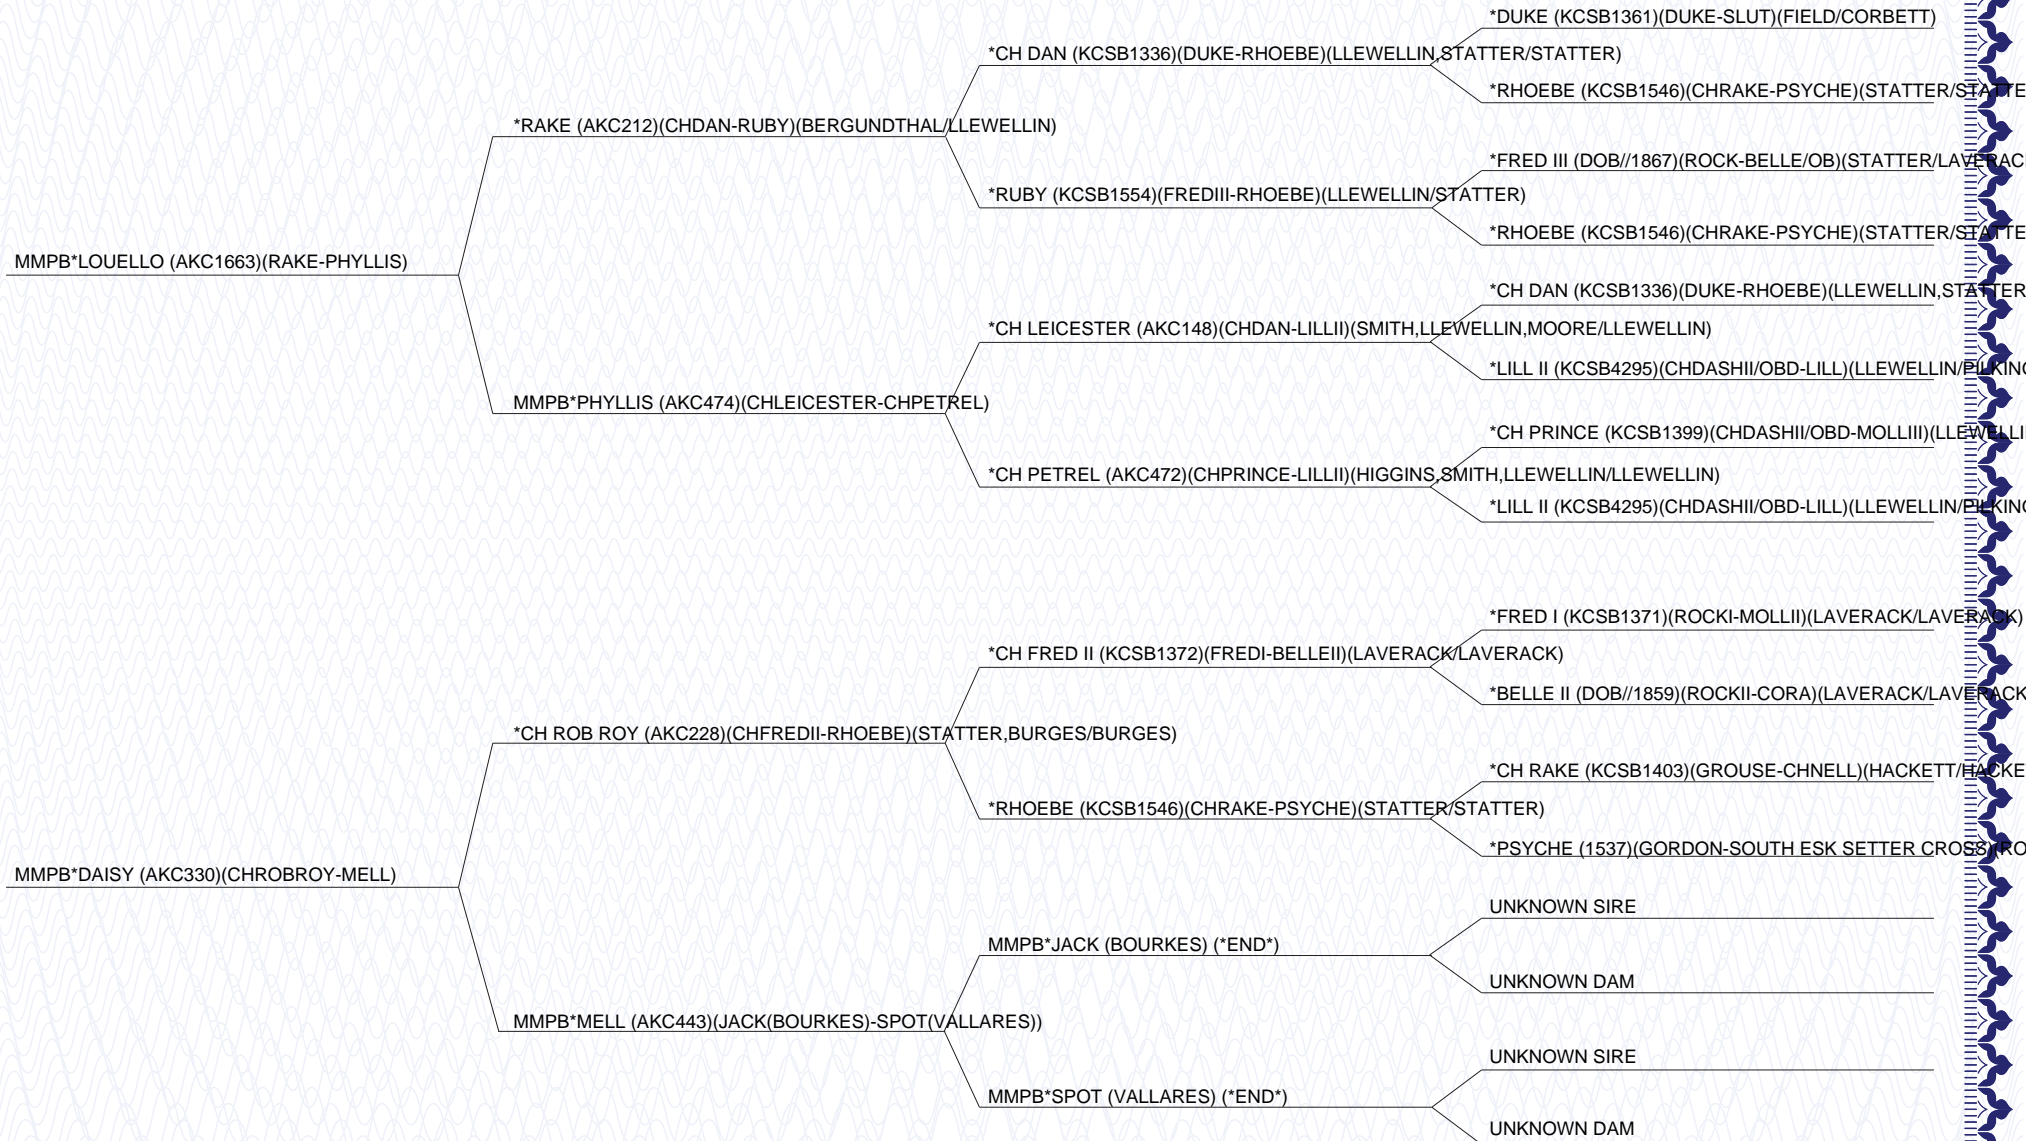 *DUKE (KCSB1361)(DUKE-SLUT)(FIELD/CORBETT)
*CH DAN (KCSB1336)(DUKE-RHOEBE)(LLEWELLIN,STATTER/STATTER)
*RHOEBE (KCSB1546)(CHRAKE-PSYCHE)(STATTER/STATTE
*RAKE (AKC212)(CHDAN-RUBY)(BERGUNDTHAL/LLEWELLIN)
*FRED III (DOB//1867)(ROCK-BELLE/OB)(STATTER/LAVERAC
*RUBY (KCSB1554)(FREDIII-RHOEBE)(LLEWELLIN/STATTER)
*RHOEBE (KCSB1546)(CHRAKE-PSYCHE)(STATTER/STATTE
MMPB*LOUELLO (AKC1663)(RAKE-PHYLLIS)
*CH DAN (KCSB1336)(DUKE-RHOEBE)(LLEWELLIN,STATTER
*CH LEICESTER (AKC148)(CHDAN-LILLII)(SMITH,LLEWELLIN,MOORE/LLEWELLIN)
*LILL II (KCSB4295)(CHDASHII/OBD-LILL)(LLEWELLIN/PILKING
MMPB*PHYLLIS (AKC474)(CHLEICESTER-CHPETREL)
*CH PRINCE (KCSB1399)(CHDASHII/OBD-MOLLIII)(LLEWELLI
*CH PETREL (AKC472)(CHPRINCE-LILLII)(HIGGINS,SMITH,LLEWELLIN/LLEWELLIN)
*LILL II (KCSB4295)(CHDASHII/OBD-LILL)(LLEWELLIN/PILKING
*FRED I (KCSB1371)(ROCKI-MOLLII)(LAVERACK/LAVERACK)
*CH FRED II (KCSB1372)(FREDI-BELLEII)(LAVERACK/LAVERACK)
*BELLE II (DOB//1859)(ROCKII-CORA)(LAVERACK/LAVERACK
*CH ROB ROY (AKC228)(CHFREDII-RHOEBE)(STATTER,BURGES/BURGES)
*CH RAKE (KCSB1403)(GROUSE-CHNELL)(HACKETT/HACKE
*RHOEBE (KCSB1546)(CHRAKE-PSYCHE)(STATTER/STATTER)
*PSYCHE (1537)(GORDON-SOUTH ESK SETTER CROSS)(RO
MMPB*DAISY (AKC330)(CHROBROY-MELL)
UNKNOWN SIRE
MMPB*JACK (BOURKES) (*END*)
UNKNOWN DAM
MMPB*MELL (AKC443)(JACK(BOURKES)-SPOT(VALLARES))
UNKNOWN SIRE
MMPB*SPOT (VALLARES) (*END*)
UNKNOWN DAM